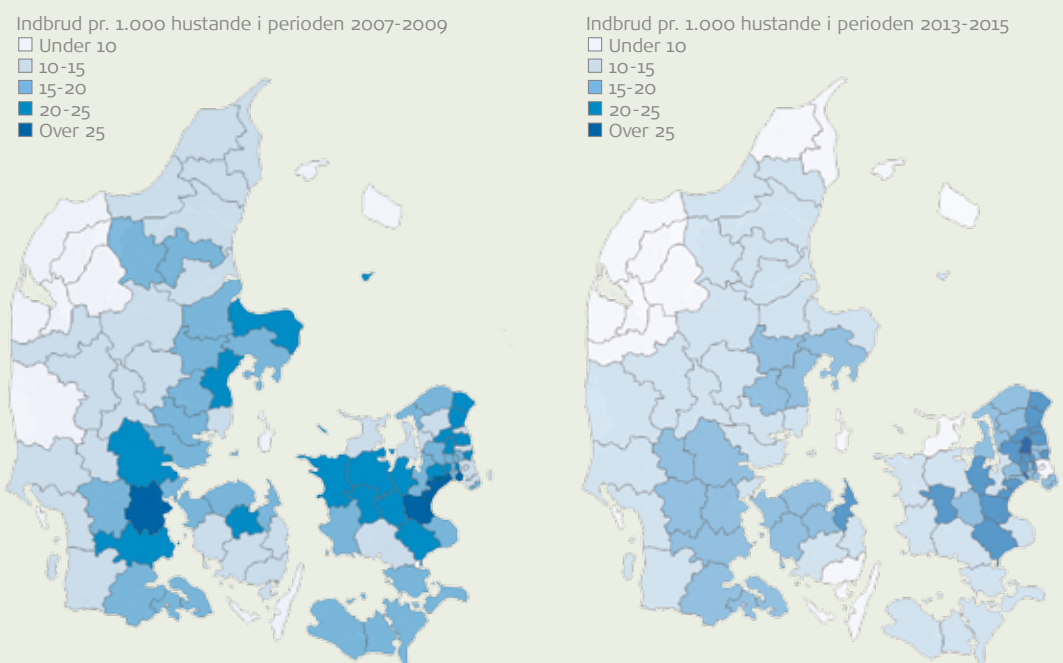 Indbrud pr. 1.000 hustande i perioden 2007-2009
Under 10
10-15
15-20
20-25
Over 25
Indbrud pr. 1.000 hustande i perioden 2013-2015
Under 10
10-15
15-20
20-25
Over 25